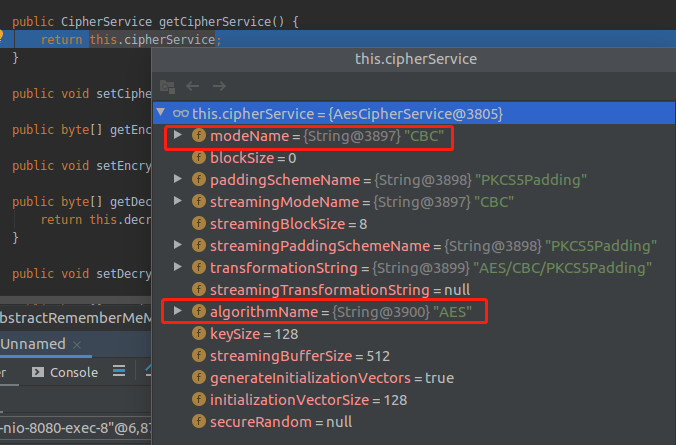 public CipherService getCipherService() {
return this.cipherService;
}
this.cipherService
public void setCiphe
public byte[] getEnc
public void setEncry
public byte[] getDec
return this.decr
}
public void setDecry
this.cipherService = {AesCipherService@3805}
modeName = {String@3897} "CBC"
blockSize = 0
paddingSchemeName = {String@3898} "PKCS5Padding"
streamingModeName = {String@3897} "CBC"
streamingBlockSize = 8
streamingPaddingSchemeName = {String@3898} "PKCS5Padding"
transformationString = {String@3899} "AES/CBC/PKCS5Padding"
streamingTransformationString = null
algorithmName = {String@3900} "AES"
keySize = 128
streamingBufferSize = 512
generateInitializationVectors = true
initializationVectorSize = 128
secureRandom = null
bstractRememberMeM
Unnamed ×
er
Console
-nio-8080-exec-8"@6,87